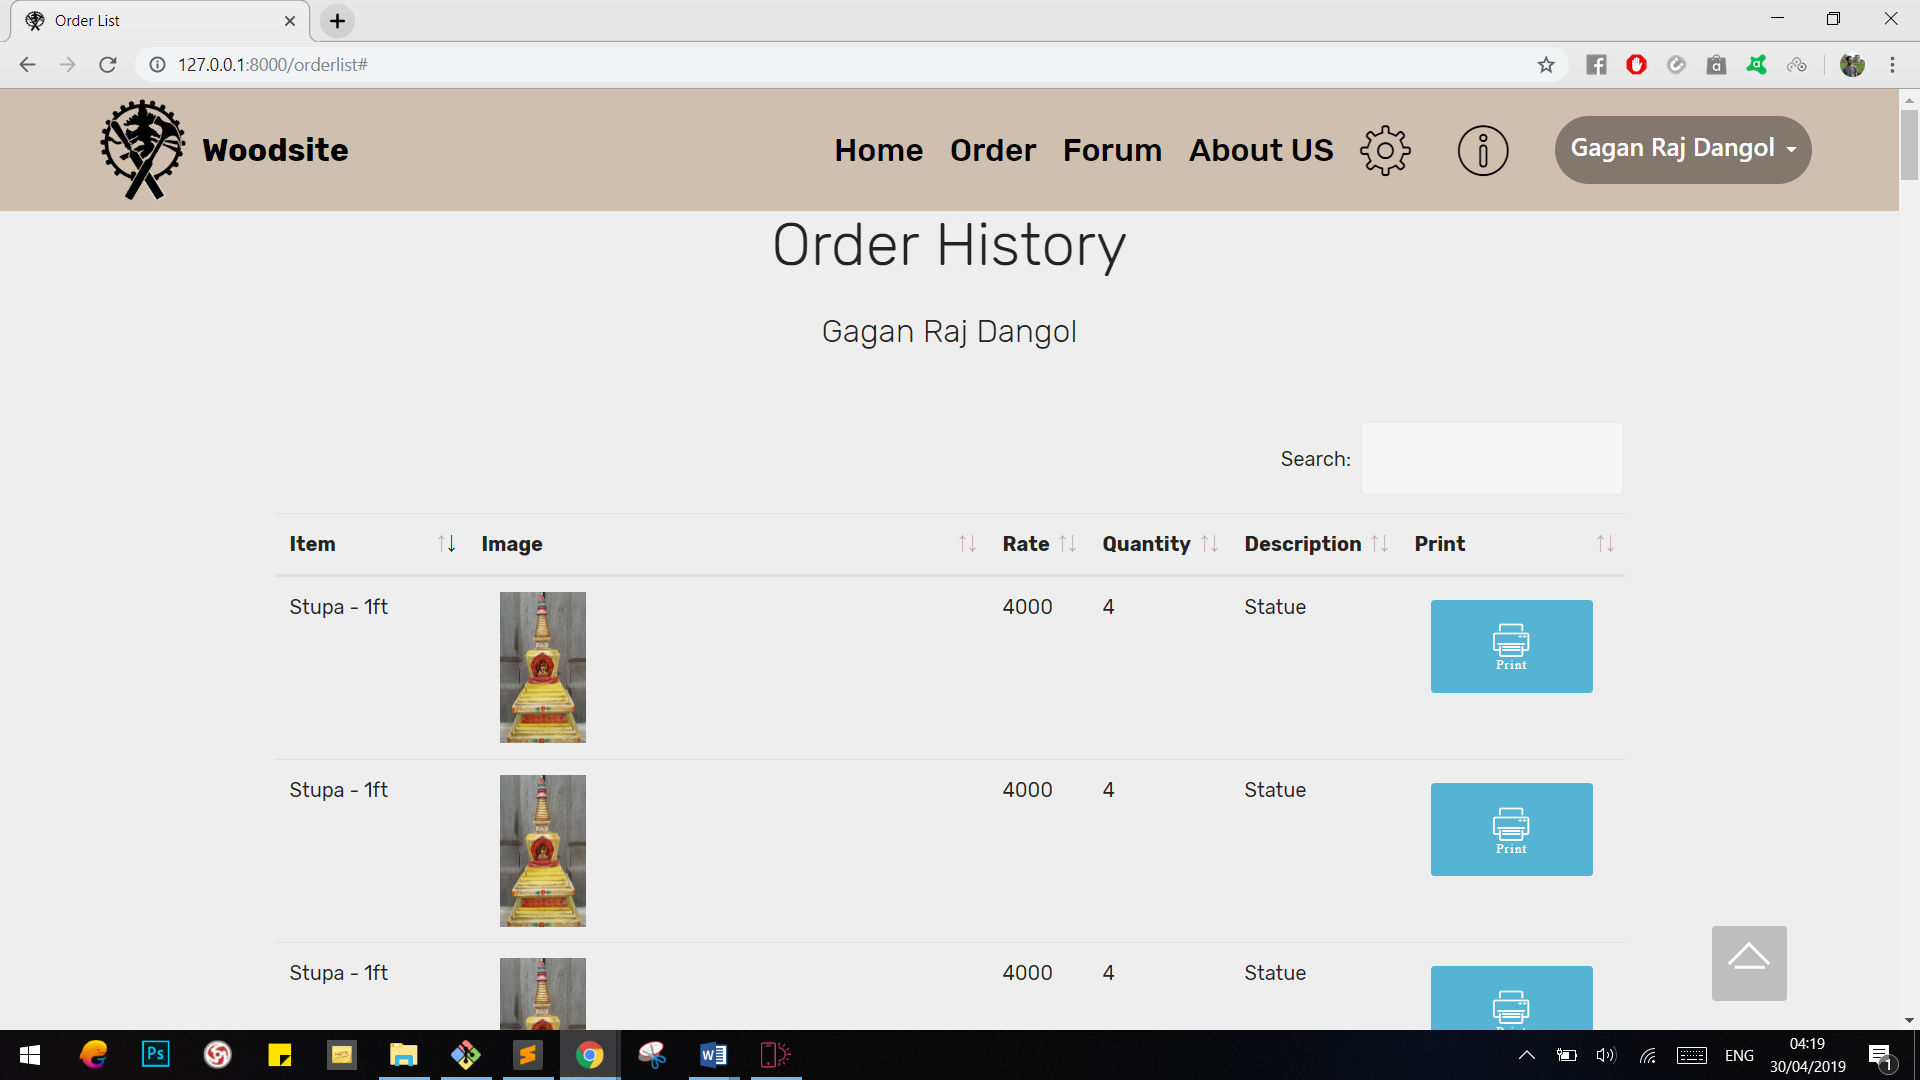 Order List
127.0.0.1:8000/orderlist#
Woodsite
Home Order Forum About US
Gagan Raj Dangol
Order History
Gagan Raj Dangol
Search:
Item Image Rate Quantity Description Print
Stupa - 1ft 4000 4 Statue
Print
Stupa - 1ft 4000 4 Statue
Print
Stupa - 1ft 4000 4 Statue
Ps
ENG
04:19
30/04/2019
1